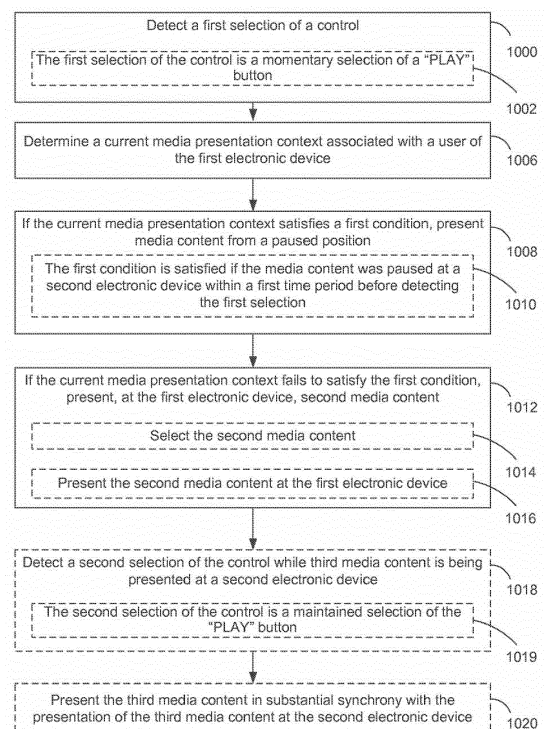 Detect a first selection of a control
1000
The first selection of the control is a momentary selection of a “PLAY”
button
1002
Determine a current media presentation context associated with a user of
the first electronic device
1006
If the current media presentation context satisfies a first condition, present
media content from a paused position
1008
The first condition is satisfied if the media content was paused at a
second electronic device within a first time period before detecting
the first selection
1010
If the current media presentation context fails to satisfy the first condition,
present, at the first electronic device, second media content
1012
Select the second media content
1014
Present the second media content at the first electronic device
1016
Detect a second selection of the control while third media content is being
presented at a second electronic device
1018
The second selection of the control is a maintained selection of the
“PLAY” button
1019
Present the third media content in substantial synchrony with the
presentation of the third media content at the second electronic device
1020